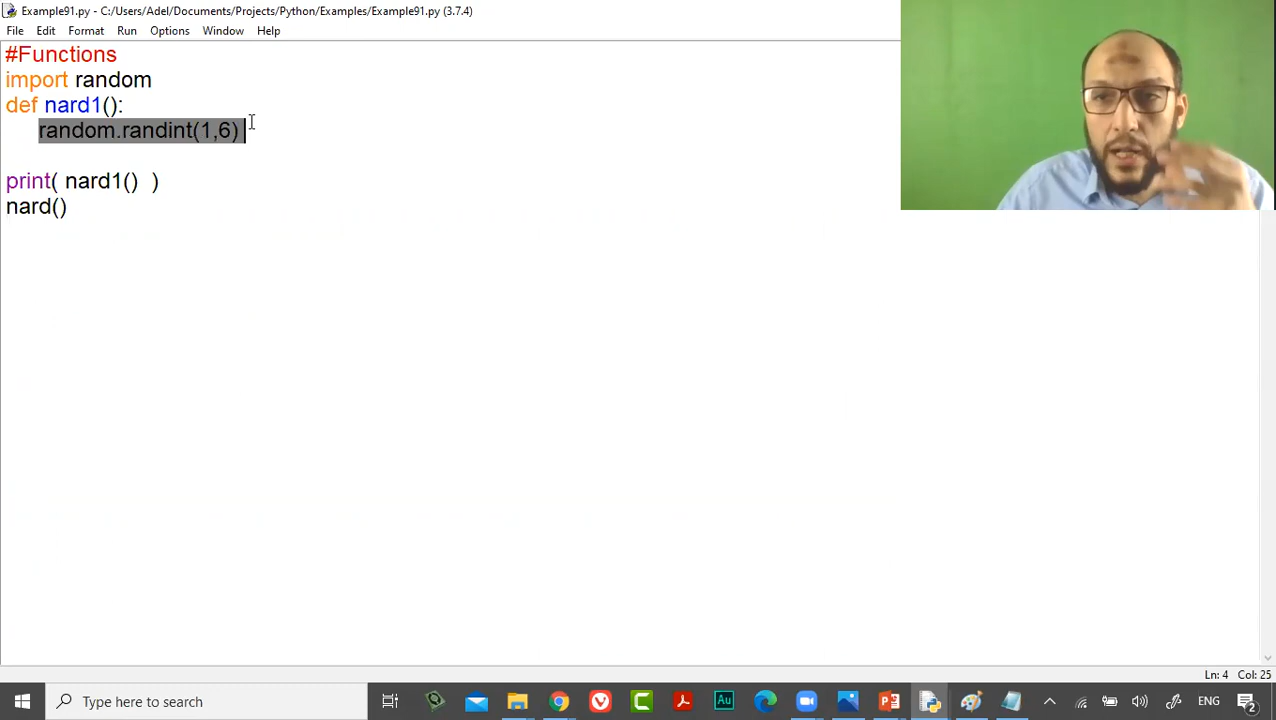 Example91.py - C:/Users/Adel/Documents/Projects/Python/Examples/Example91.py (3.7.4)
File Edit Format Run Options Window Help
#Functions
import random
def nard1():
random.randint(1,6)
print( nard1()  )
nard()
Ln: 4 Col: 25
Type here to search
Au
ENG
2